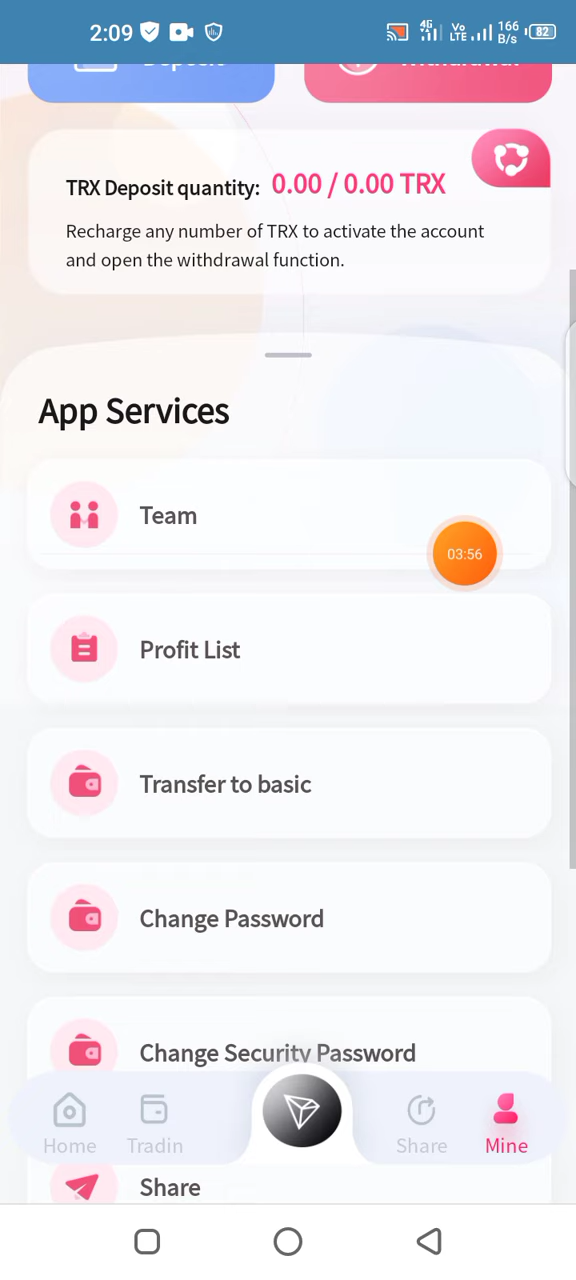 2:09
4G
Vo
LTE
166
B/s
82
Deposit
Withdrawal
TRX Deposit quantity: 0.00 / 0.00 TRX
Recharge any number of TRX to activate the account
and open the withdrawal function.
App Services
Team
03:56
Profit List
Transfer to basic
Change Password
Change Security Password
Home
Tradin
Share
Mine
Share